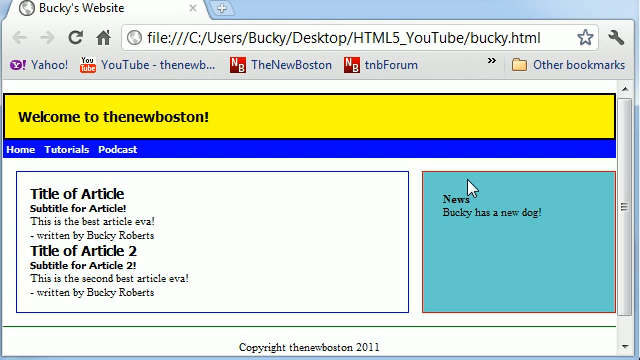 Bucky's Website
file:///C:/Users/Bucky/Desktop/HTML5_YouTube/bucky.html
Yahoo! YouTube - thenewb... TheNewBoston tnbForum » Other bookmarks
Welcome to thenewboston!
Home Tutorials Podcast
Title of Article
Subtitle for Article!
This is the best article eva!
- written by Bucky Roberts
Title of Article 2
Subtitle for Article 2!
This is the second best article eva!
- written by Bucky Roberts
News
Bucky has a new dog!
Copyright thenewboston 2011